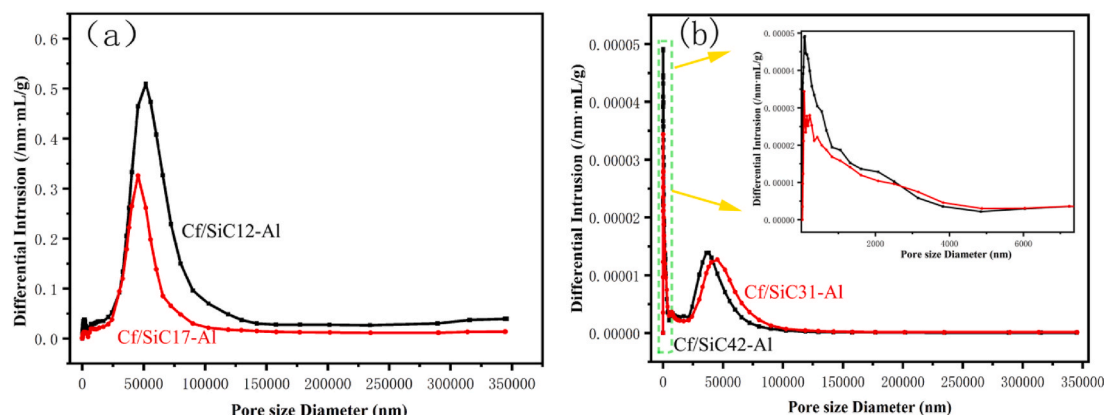 (a)
Differential Intrusion (/nm·mL/g)
0.6
0.5
0.4
0.3
0.2
0.1
0.0
Cf/SiC12-Al
Cf/SiC17-Al
0 50000 100000 150000 200000 250000 300000 350000
Pore size Diameter (nm)
(b)
Differential Intrusion (/nm·mL/g)
0.00005
0.00004
0.00003
0.00002
0.00001
0.00000
Differential Intrusion (/nm·mL/g)
0.00005
0.00004
0.00003
0.00002
0.00001
0.00000
2000 4000 6000
Pore size Diameter (nm)
Cf/SiC31-Al
Cf/SiC42-Al
0 50000 100000 150000 200000 250000 300000 350000
Pore size Diameter (nm)